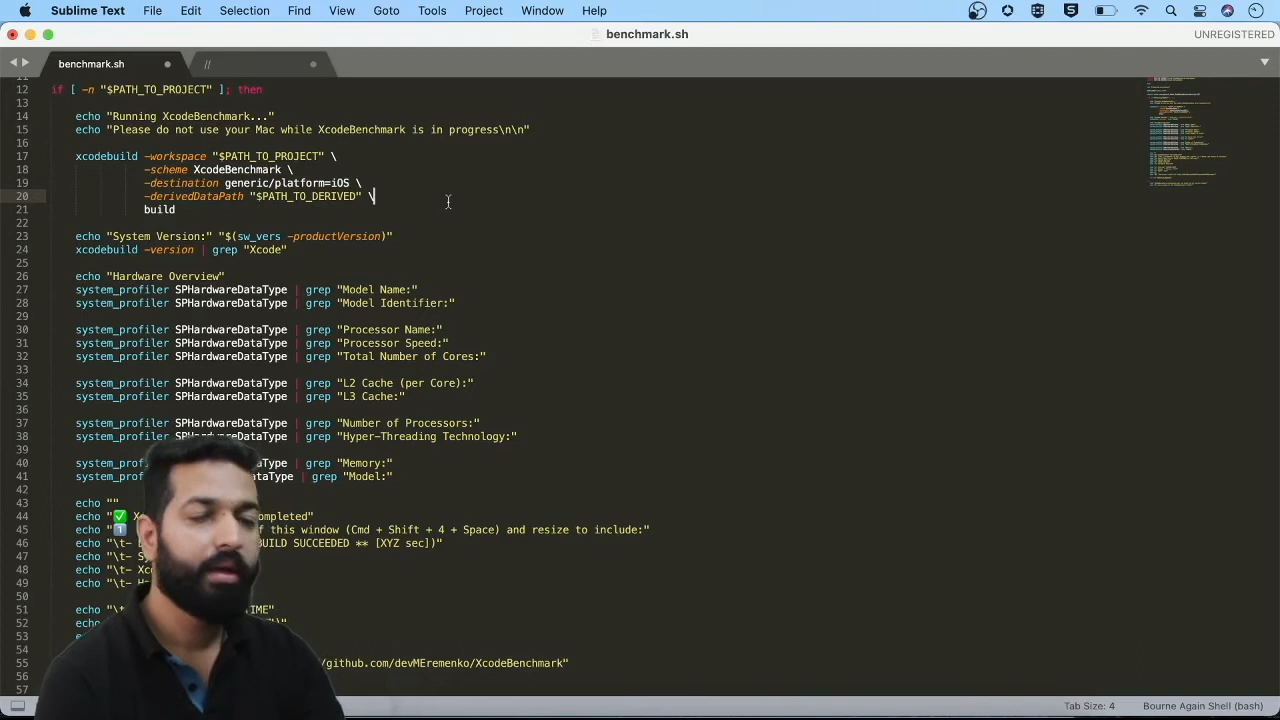 Sublime Text File Edit Selection Find View Goto Tools Project Window Help
benchmark.sh
UNREGISTERED
benchmark.sh
//
11
12 if [ -n "$PATH_TO_PROJECT" ]; then
13
14 echo "Running XcodeBenchmark..."
15 echo "Please do not use your Mac while XcodeBenchmark is in progress\n\n"
16
17 xcodebuild -workspace "$PATH_TO_PROJECT" \
18 -scheme XcodeBenchmark \
19 -destination generic/platform=iOS \
20 -derivedDataPath "$PATH_TO_DERIVED" \
21 build
22
23 echo "System Version:" "$(sw_vers -productVersion)"
24 xcodebuild -version | grep "Xcode"
25
26 echo "Hardware Overview"
27 system_profiler SPHardwareDataType | grep "Model Name:"
28 system_profiler SPHardwareDataType | grep "Model Identifier:"
29
30 system_profiler SPHardwareDataType | grep "Processor Name:"
31 system_profiler SPHardwareDataType | grep "Processor Speed:"
32 system_profiler SPHardwareDataType | grep "Total Number of Cores:"
33
34 system_profiler SPHardwareDataType | grep "L2 Cache (per Core):"
35 system_profiler SPHardwareDataType | grep "L3 Cache:"
36
37 system_profiler SPHardwareDataType | grep "Number of Processors:"
38 system_profiler SPHardwareDataType | grep "Hyper-Threading Technology:"
39
40 system_prof | grep "Memory:"
41 system_prof ataType | grep "Model:"
42
43 echo ""
44 echo "✅ X ompleted"
45 echo "1️⃣ of this window (Cmd + Shift + 4 + Space) and resize to include:"
46 echo "\t- BUILD SUCCEEDED ** [XYZ sec])"
47 echo "\t- S
48 echo "\t- Xc
49 echo "\t- H
50
51 echo "\t TIME"
52 echo "\ \"
53
54
55 /github.com/devMEremenko/XcodeBenchmark"
56
57
Tab Size: 4 Bourne Again Shell (bash)